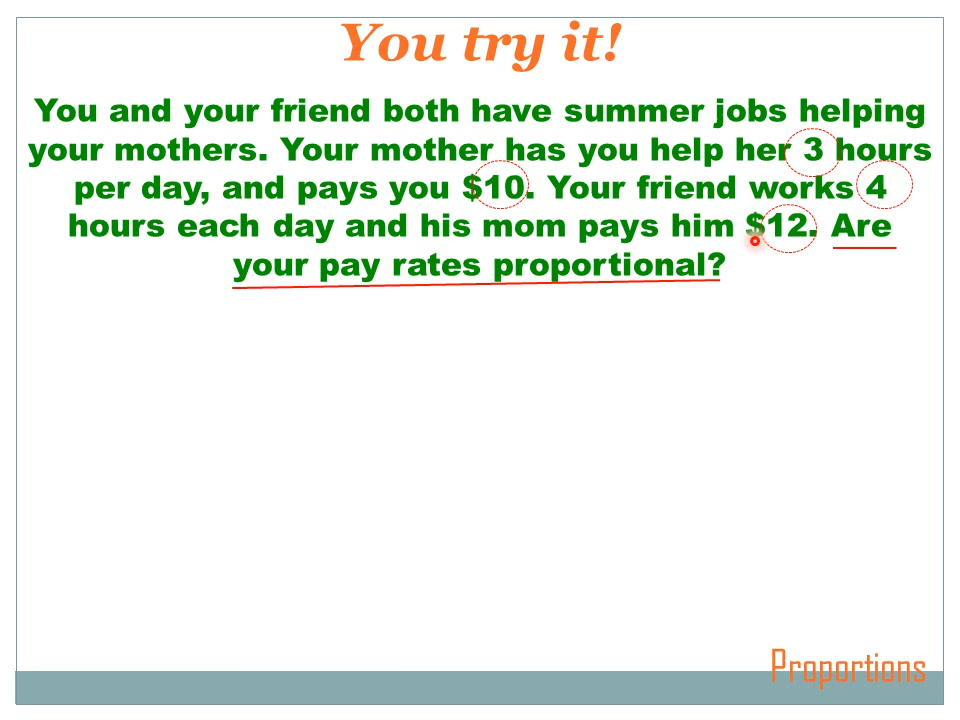 You try it!
You and your friend both have summer jobs helping
your mothers. Your mother has you help her 3 hours
per day, and pays you $10. Your friend works 4
hours each day and his mom pays him $12. Are
your pay rates proportional?
Proportions